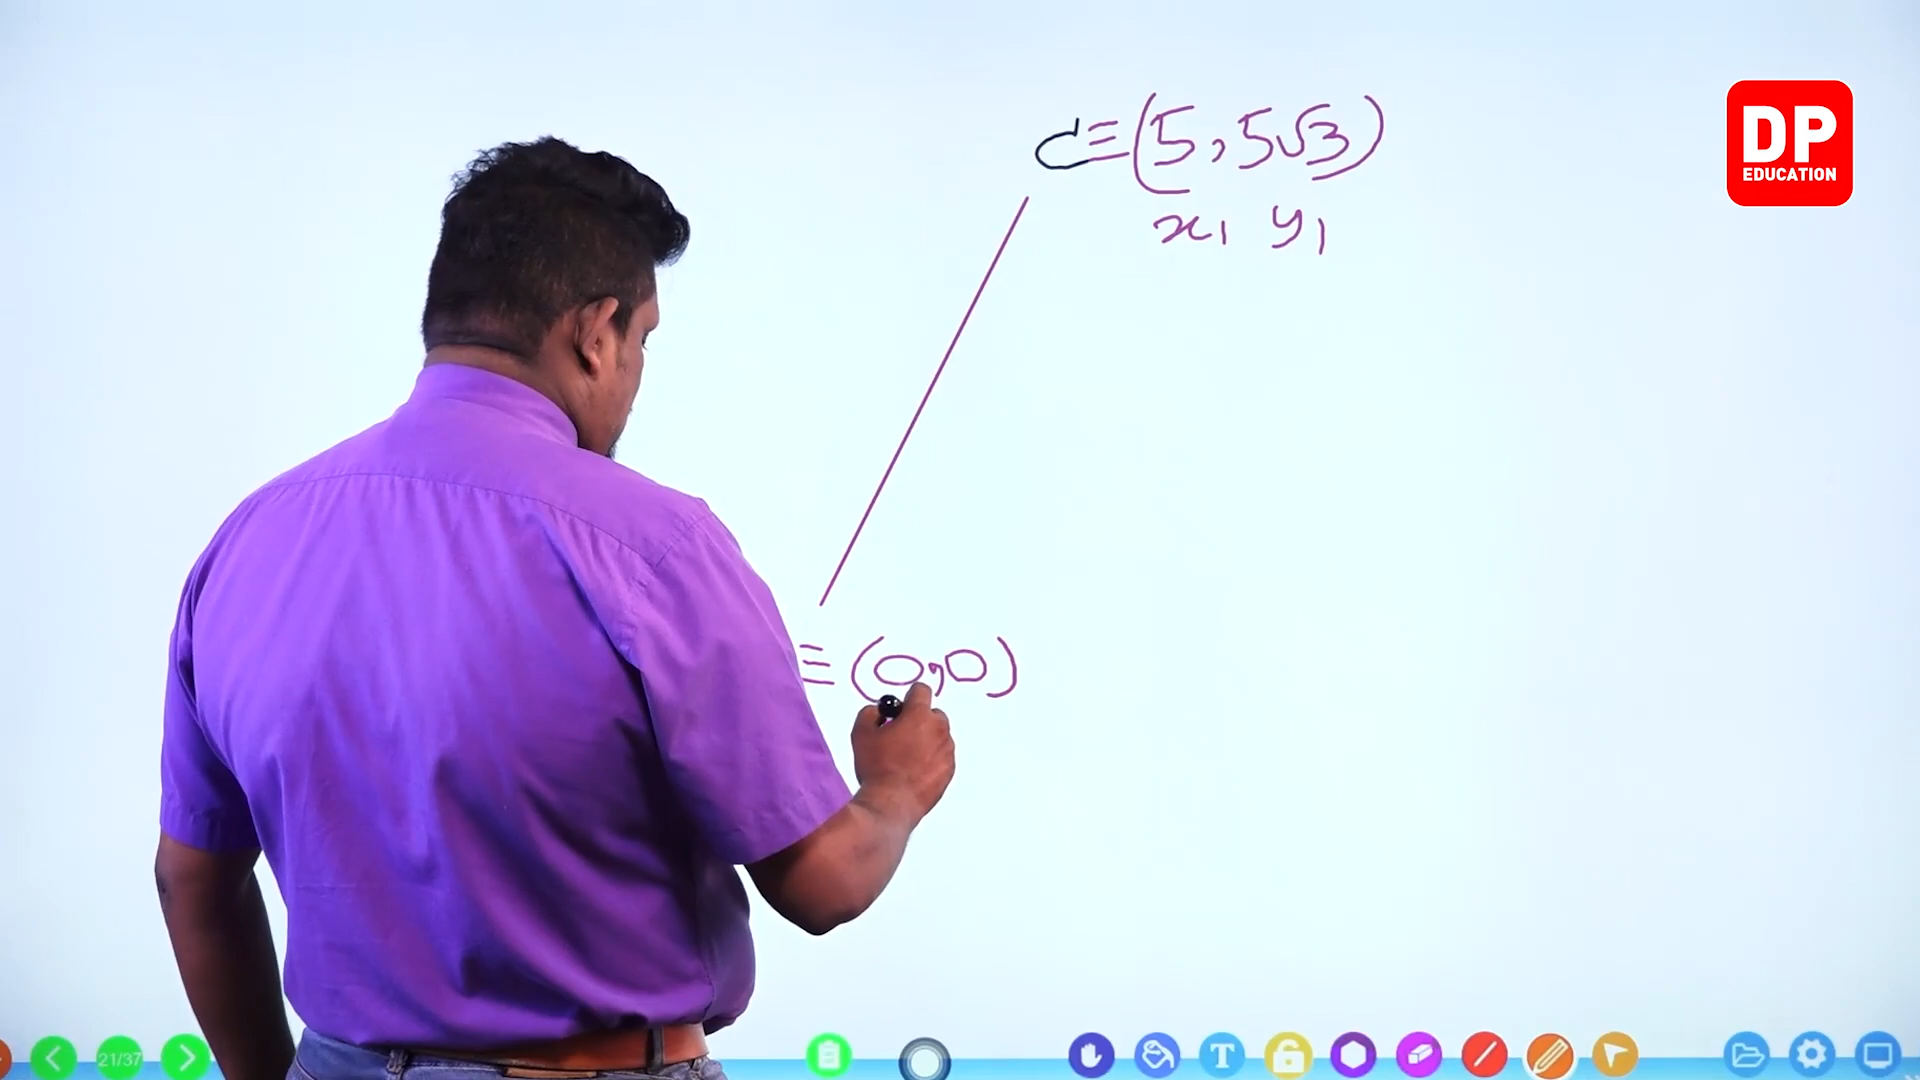 C ≡ (5, 5√3)
x₁ y₁
≡ (0,0)
DP
EDUCATION
21/37
T